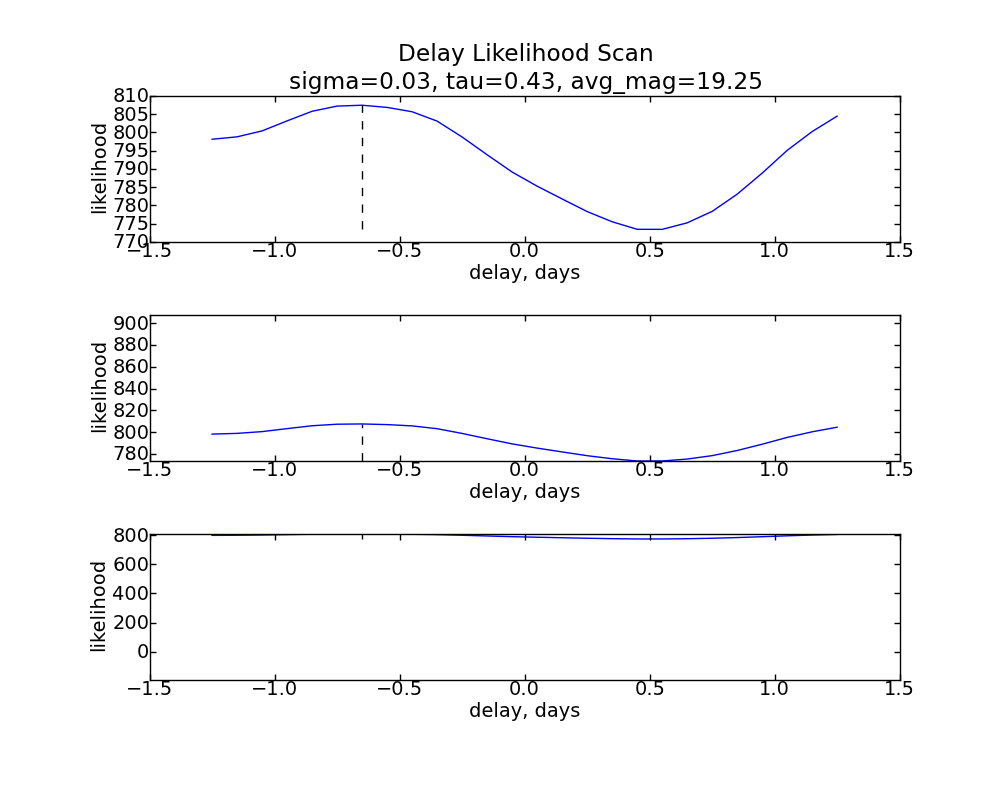 Delay Likelihood Scan
sigma=0.03, tau=0.43, avg_mag=19.25
810
805
800
795
790
785
780
775
770
likelihood
−1.5 −1.0 −0.5 0.0 0.5 1.0 1.5
delay, days
900
880
860
840
820
800
780
likelihood
−1.5 −1.0 −0.5 0.0 0.5 1.0 1.5
delay, days
800
600
400
200
0
likelihood
−1.5 −1.0 −0.5 0.0 0.5 1.0 1.5
delay, days